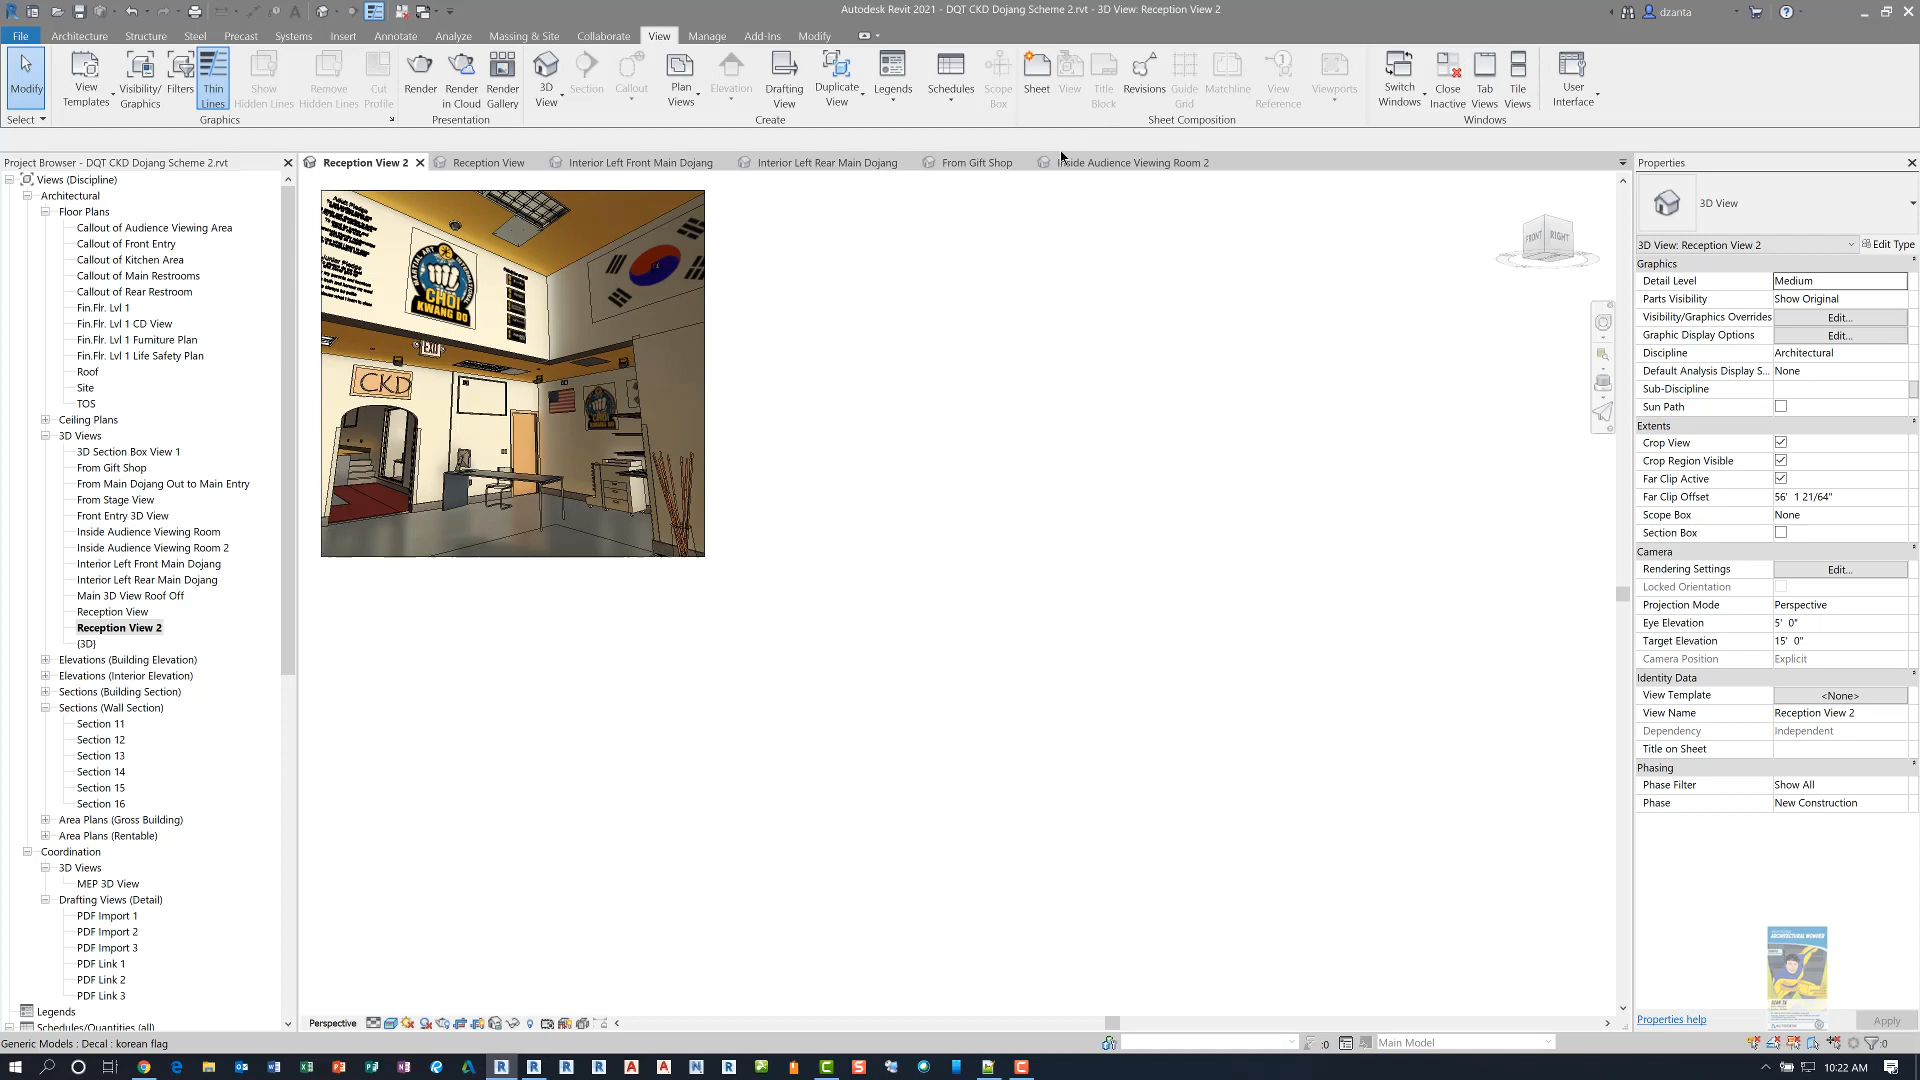 Autodesk Revit 2021 - DQT CKD Dojang Scheme 2.rvt - 3D View: Reception View 2
dzanta
File Architecture Structure Steel Precast Systems Insert Annotate Analyze Massing & Site Collaborate View Manage Add-Ins Modify
Modify
View Templates
Visibility/ Graphics
Filters
Thin Lines
Show Hidden Lines
Remove Hidden Lines
Cut Profile
Render
Render in Cloud
Render Gallery
3D View
Section
Callout
Plan Views
Elevation
Drafting View
Duplicate View
Legends
Schedules
Scope Box
Sheet
View
Title Block
Revisions
Guide Grid
Matchline
View Reference
Viewports
Switch Windows
Close Inactive
Tab Views
Tile Views
User Interface
Select Graphics Presentation Create Sheet Composition Windows
Project Browser - DQT CKD Dojang Scheme 2.rvt
Views (Discipline)
Architectural
Floor Plans
Callout of Audience Viewing Area
Callout of Front Entry
Callout of Kitchen Area
Callout of Main Restrooms
Callout of Rear Restroom
Fin.Flr. Lvl 1
Fin.Flr. Lvl 1 CD View
Fin.Flr. Lvl 1 Furniture Plan
Fin.Flr. Lvl 1 Life Safety Plan
Roof
Site
TOS
Ceiling Plans
3D Views
3D Section Box View 1
From Gift Shop
From Main Dojang Out to Main Entry
From Stage View
Front Entry 3D View
Inside Audience Viewing Room
Inside Audience Viewing Room 2
Interior Left Front Main Dojang
Interior Left Rear Main Dojang
Main 3D View Roof Off
Reception View
Reception View 2
{3D}
Elevations (Building Elevation)
Elevations (Interior Elevation)
Sections (Building Section)
Sections (Wall Section)
Section 11
Section 12
Section 13
Section 14
Section 15
Section 16
Area Plans (Gross Building)
Area Plans (Rentable)
Coordination
3D Views
MEP 3D View
Drafting Views (Detail)
PDF Import 1
PDF Import 2
PDF Import 3
PDF Link 1
PDF Link 2
PDF Link 3
Legends
Schedules/Quantities (all)
Reception View 2 Reception View Interior Left Front Main Dojang Interior Left Rear Main Dojang From Gift Shop Inside Audience Viewing Room 2
MARTIAL ART INTERNATIONAL
CHOI
KWANG DO
EXIT
CKD
FRONT RIGHT
Perspective
Properties
3D View
3D View: Reception View 2 Edit Type
Graphics
Detail Level Medium
Parts Visibility Show Original
Visibility/Graphics Overrides Edit...
Graphic Display Options Edit...
Discipline Architectural
Default Analysis Display S... None
Sub-Discipline
Sun Path
Extents
Crop View
Crop Region Visible
Far Clip Active
Far Clip Offset 56' 1 21/64"
Scope Box None
Section Box
Camera
Rendering Settings Edit...
Locked Orientation
Projection Mode Perspective
Eye Elevation 5' 0"
Target Elevation 15' 0"
Camera Position Explicit
Identity Data
View Template <None>
View Name Reception View 2
Dependency Independent
Title on Sheet
Phasing
Phase Filter Show All
Phase New Construction
ARCHITECTURAL WONDER
AUTODESK
Properties help Apply
Generic Models : Decal : korean flag
:0
Main Model
:0
10:22 AM